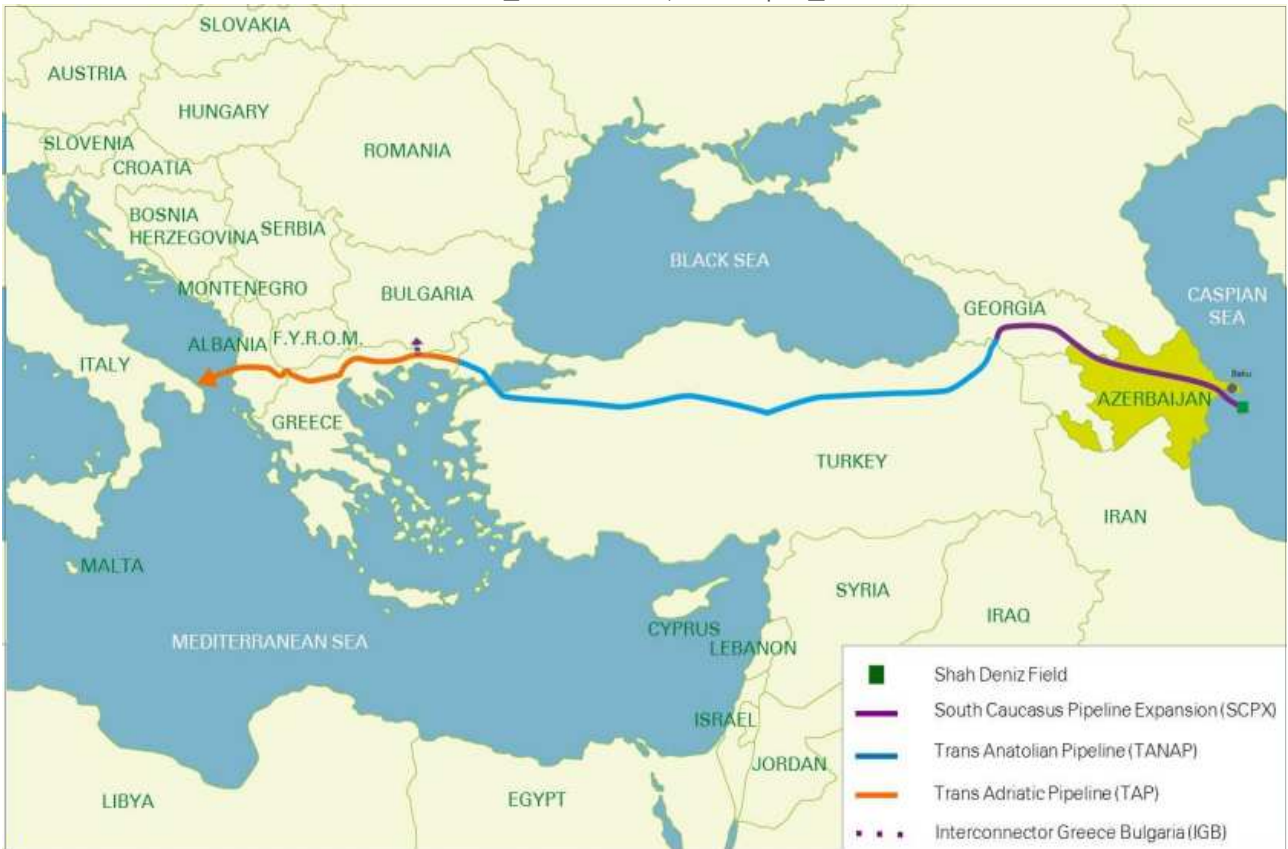 SLOVAKIA
AUSTRIA
HUNGARY
SLOVENIA
ROMANIA
CROATIA
BOSNIA
HERZEGOVINA
SERBIA
BLACK SEA
MONTENEGRO
BULGARIA
GEORGIA
CASPIAN
SEA
ALBANIA
F.Y.R.O.M.
ITALY
Baku
AZERBAIJAN
GREECE
TURKEY
IRAN
MALTA
SYRIA
IRAQ
CYPRUS
MEDITERRANEAN SEA
LEBANON
ISRAEL
JORDAN
LIBYA
EGYPT
Shah Deniz Field
South Caucasus Pipeline Expansion (SCPX)
Trans Anatolian Pipeline (TANAP)
Trans Adriatic Pipeline (TAP)
Interconnector Greece Bulgaria (IGB)